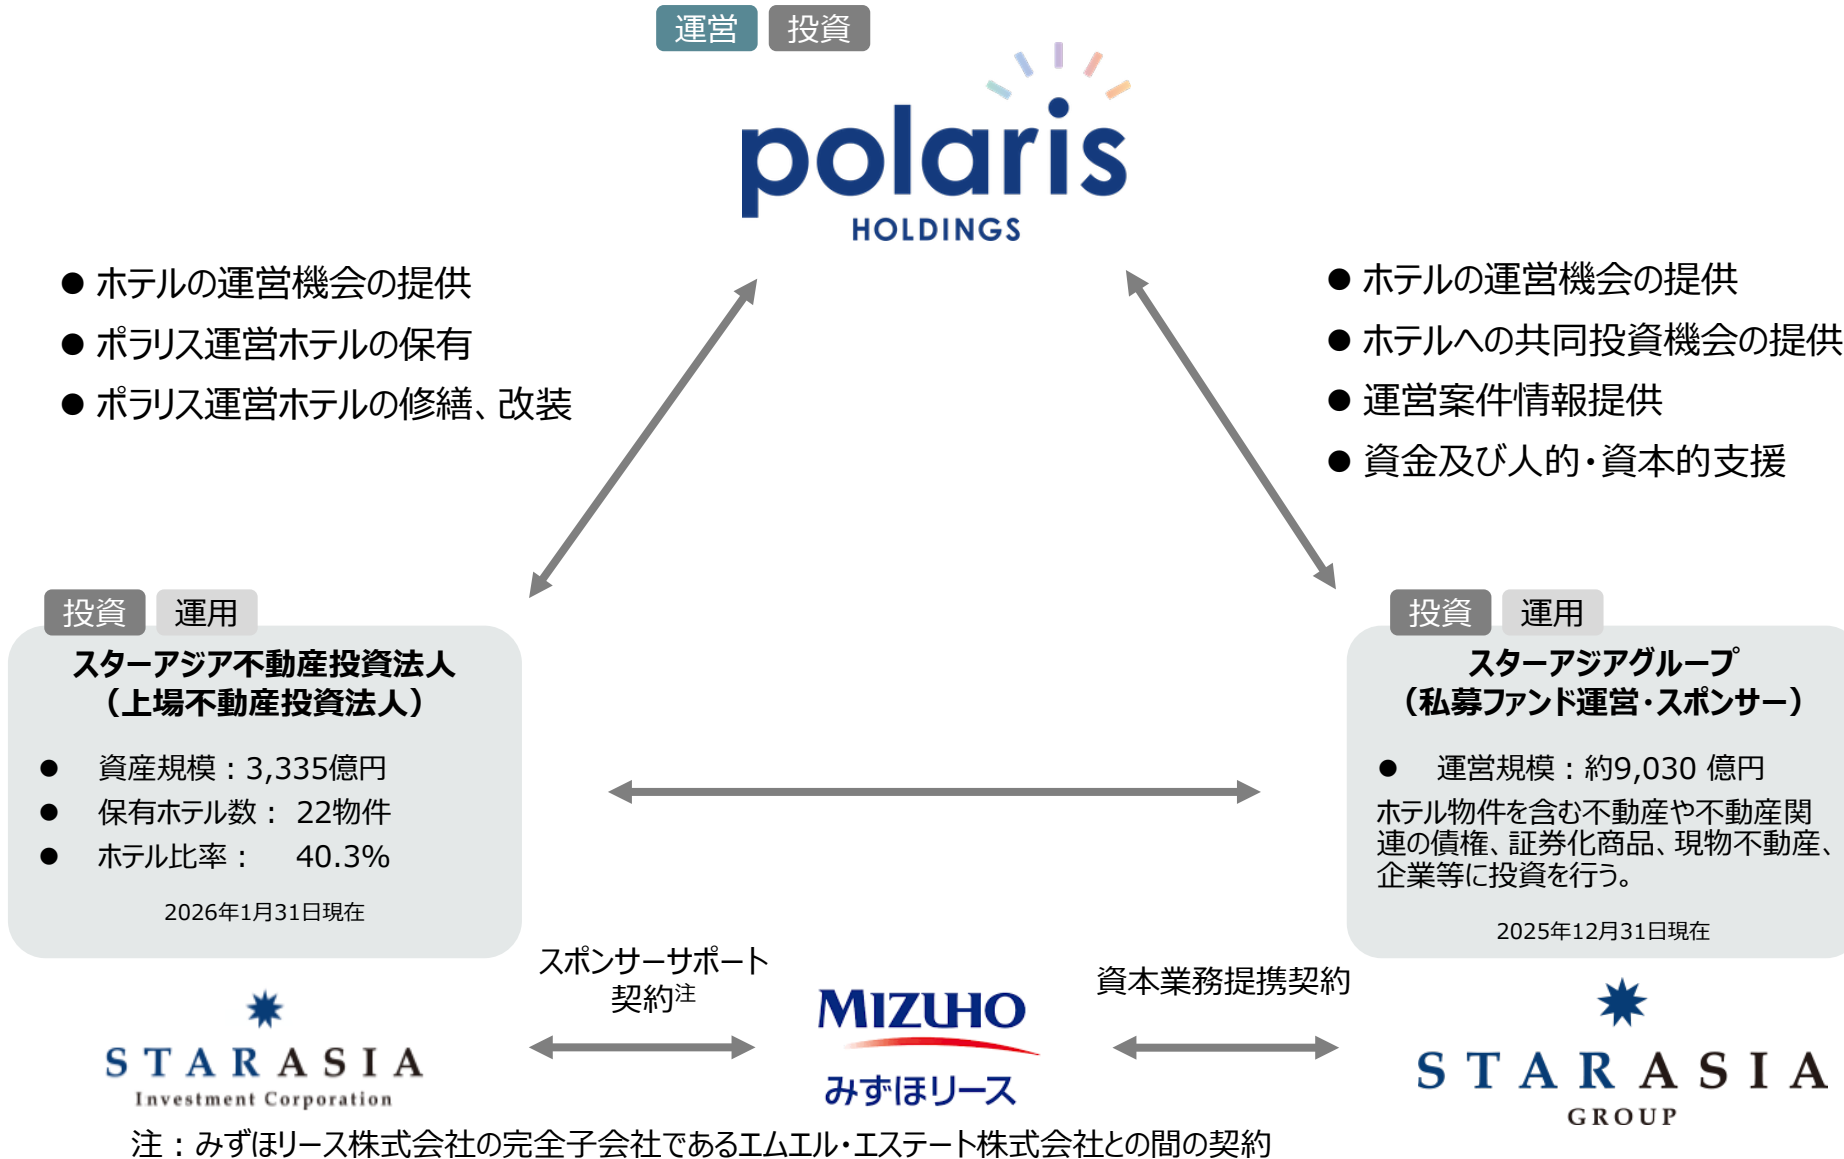 運営 投資
polaris
HOLDINGS
● ホテルの運営機会の提供
● ポラリス運営ホテルの保有
● ポラリス運営ホテルの修繕、改装
● ホテルの運営機会の提供
● ホテルへの共同投資機会の提供
● 運営案件情報提供
● 資金及び人的・資本的支援
投資 運用
スターアジア不動産投資法人
（上場不動産投資法人）
● 資産規模：3,335億円
● 保有ホテル数： 22物件
● ホテル比率： 40.3%
2026年1月31日現在
投資 運用
スターアジアグループ
（私募ファンド運営・スポンサー）
● 運営規模：約9,030 億円
ホテル物件を含む不動産や不動産関
連の債権、証券化商品、現物不動産、
企業等に投資を行う。
2025年12月31日現在
スポンサーサポート
契約注
資本業務提携契約
STARASIA
Investment Corporation
MIZUHO
みずほリース
STARASIA
GROUP
注：みずほリース株式会社の完全子会社であるエムエル・エステート株式会社との間の契約